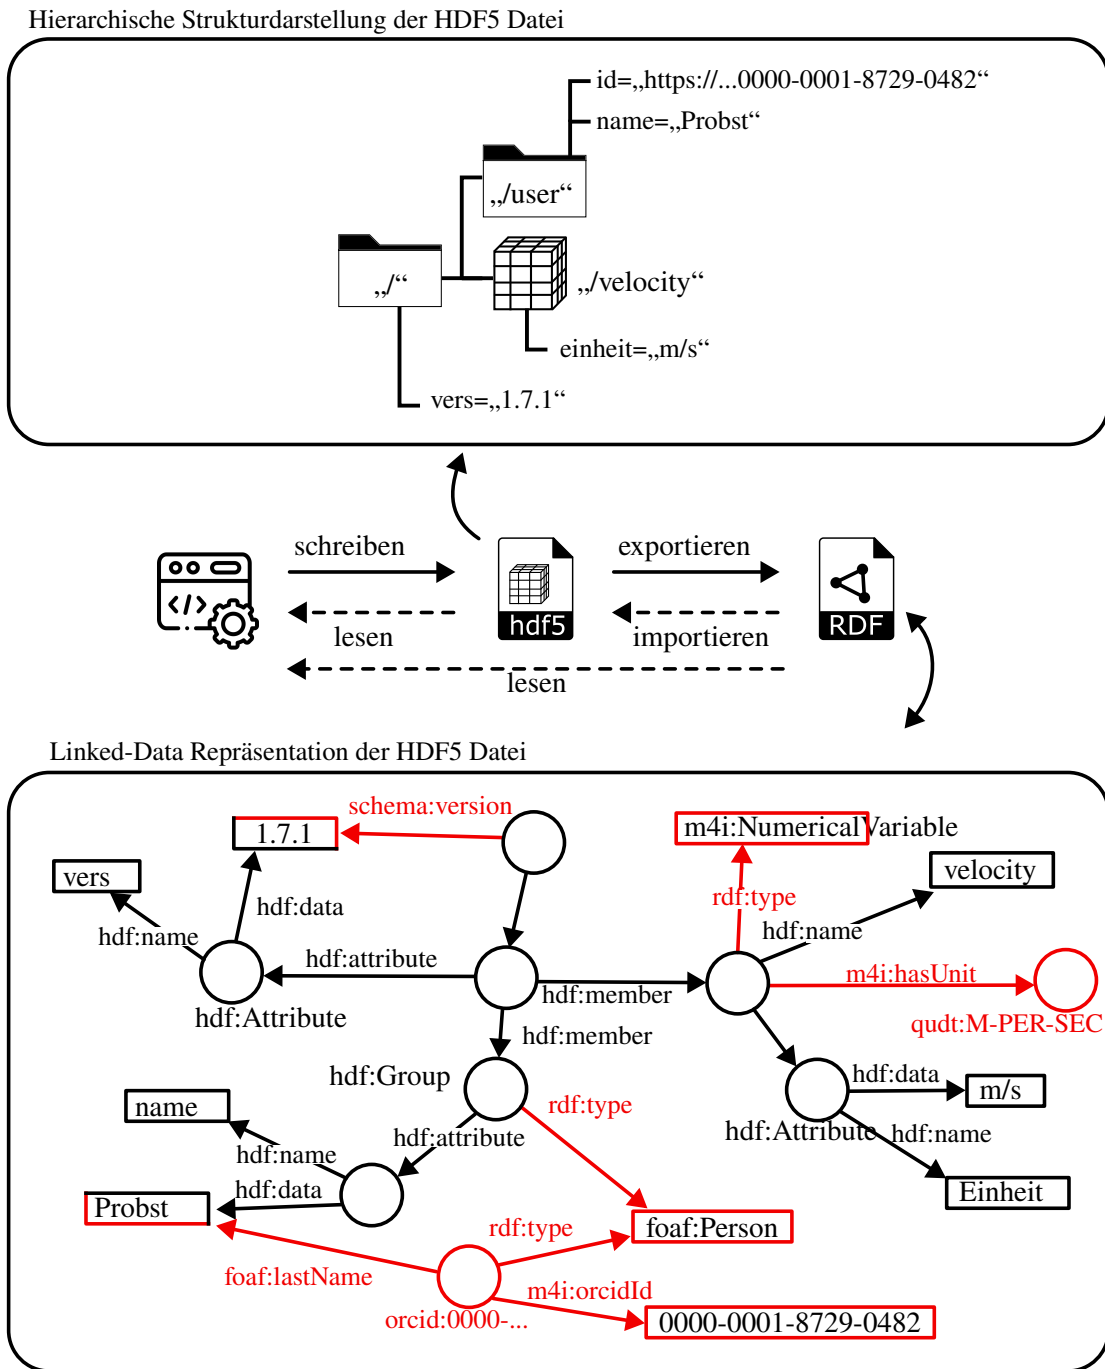 Hierarchische Strukturdarstellung der HDF5 Datei
id=„https://...0000-0001-8729-0482“
name=„Probst“
„/user“
„/“
„/velocity“
einheit=„m/s“
vers=„1.7.1“
schreiben
exportieren
hdf5
RDF
lesen
importieren
lesen
Linked-Data Repräsentation der HDF5 Datei
schema:version
1.7.1
m4i:NumericalVariable
vers
velocity
rdf:type
hdf:data
hdf:name
hdf:name
hdf:attribute
m4i:hasUnit
hdf:member
hdf:Attribute
qudt:M-PER-SEC
hdf:member
hdf:Group
hdf:data
m/s
name
rdf:type
hdf:attribute
hdf:Attribute
hdf:name
hdf:name
hdf:data
Einheit
Probst
rdf:type
foaf:Person
foaf:lastName
m4i:orcidId
orcid:0000-...
0000-0001-8729-0482